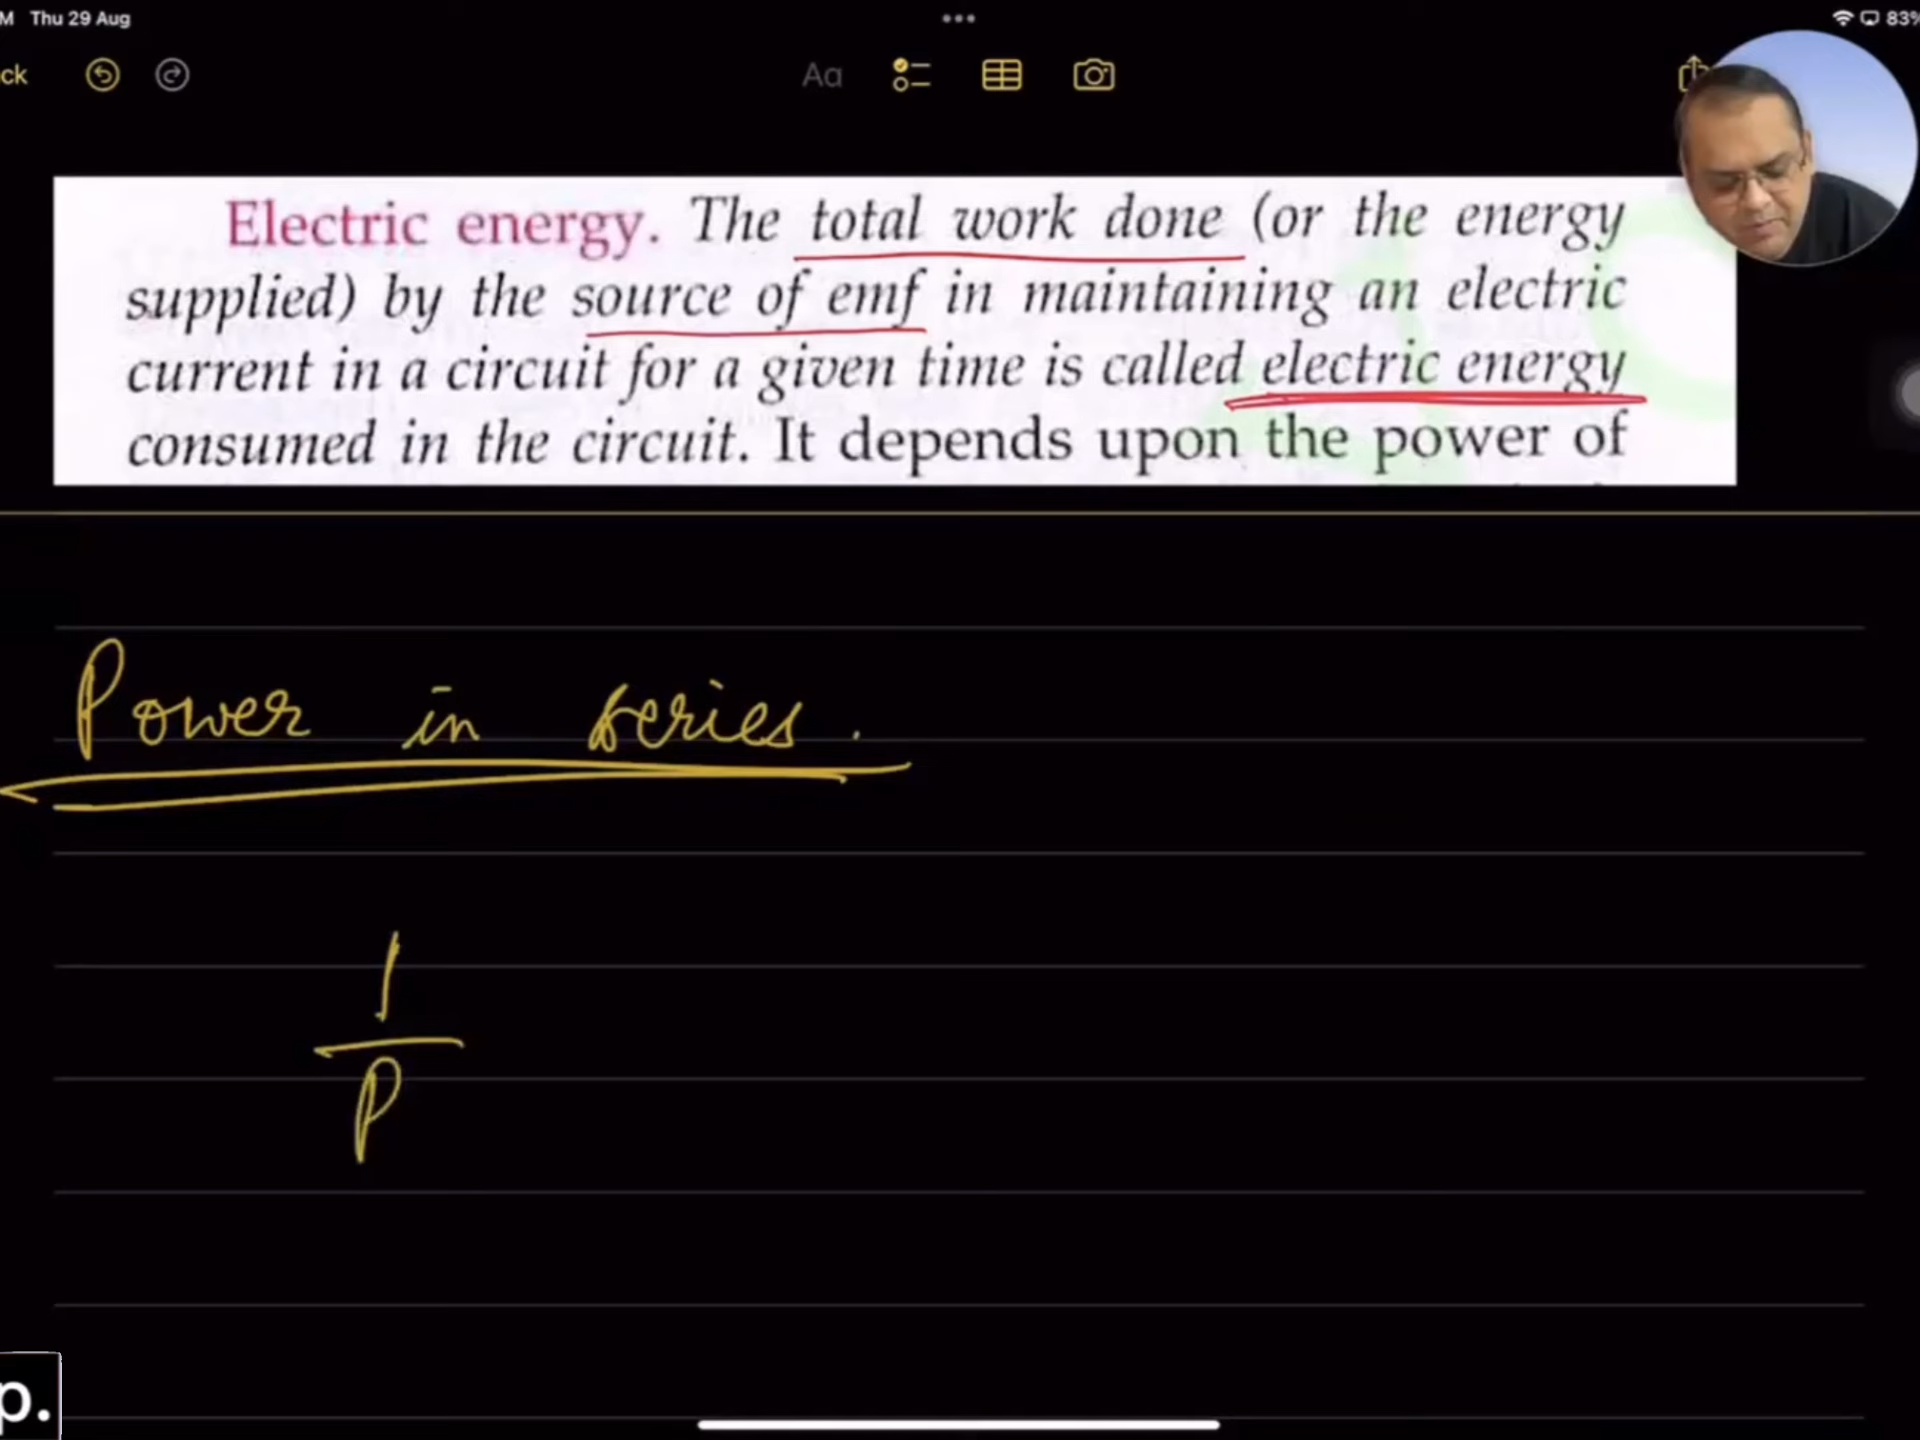 M Thu 29 Aug
83%
ck
Aa
Electric energy. The total work done (or the energy
supplied) by the source of emf in maintaining an electric
current in a circuit for a given time is called electric energy
consumed in the circuit. It depends upon the power of
Power in series.
1
P
p.